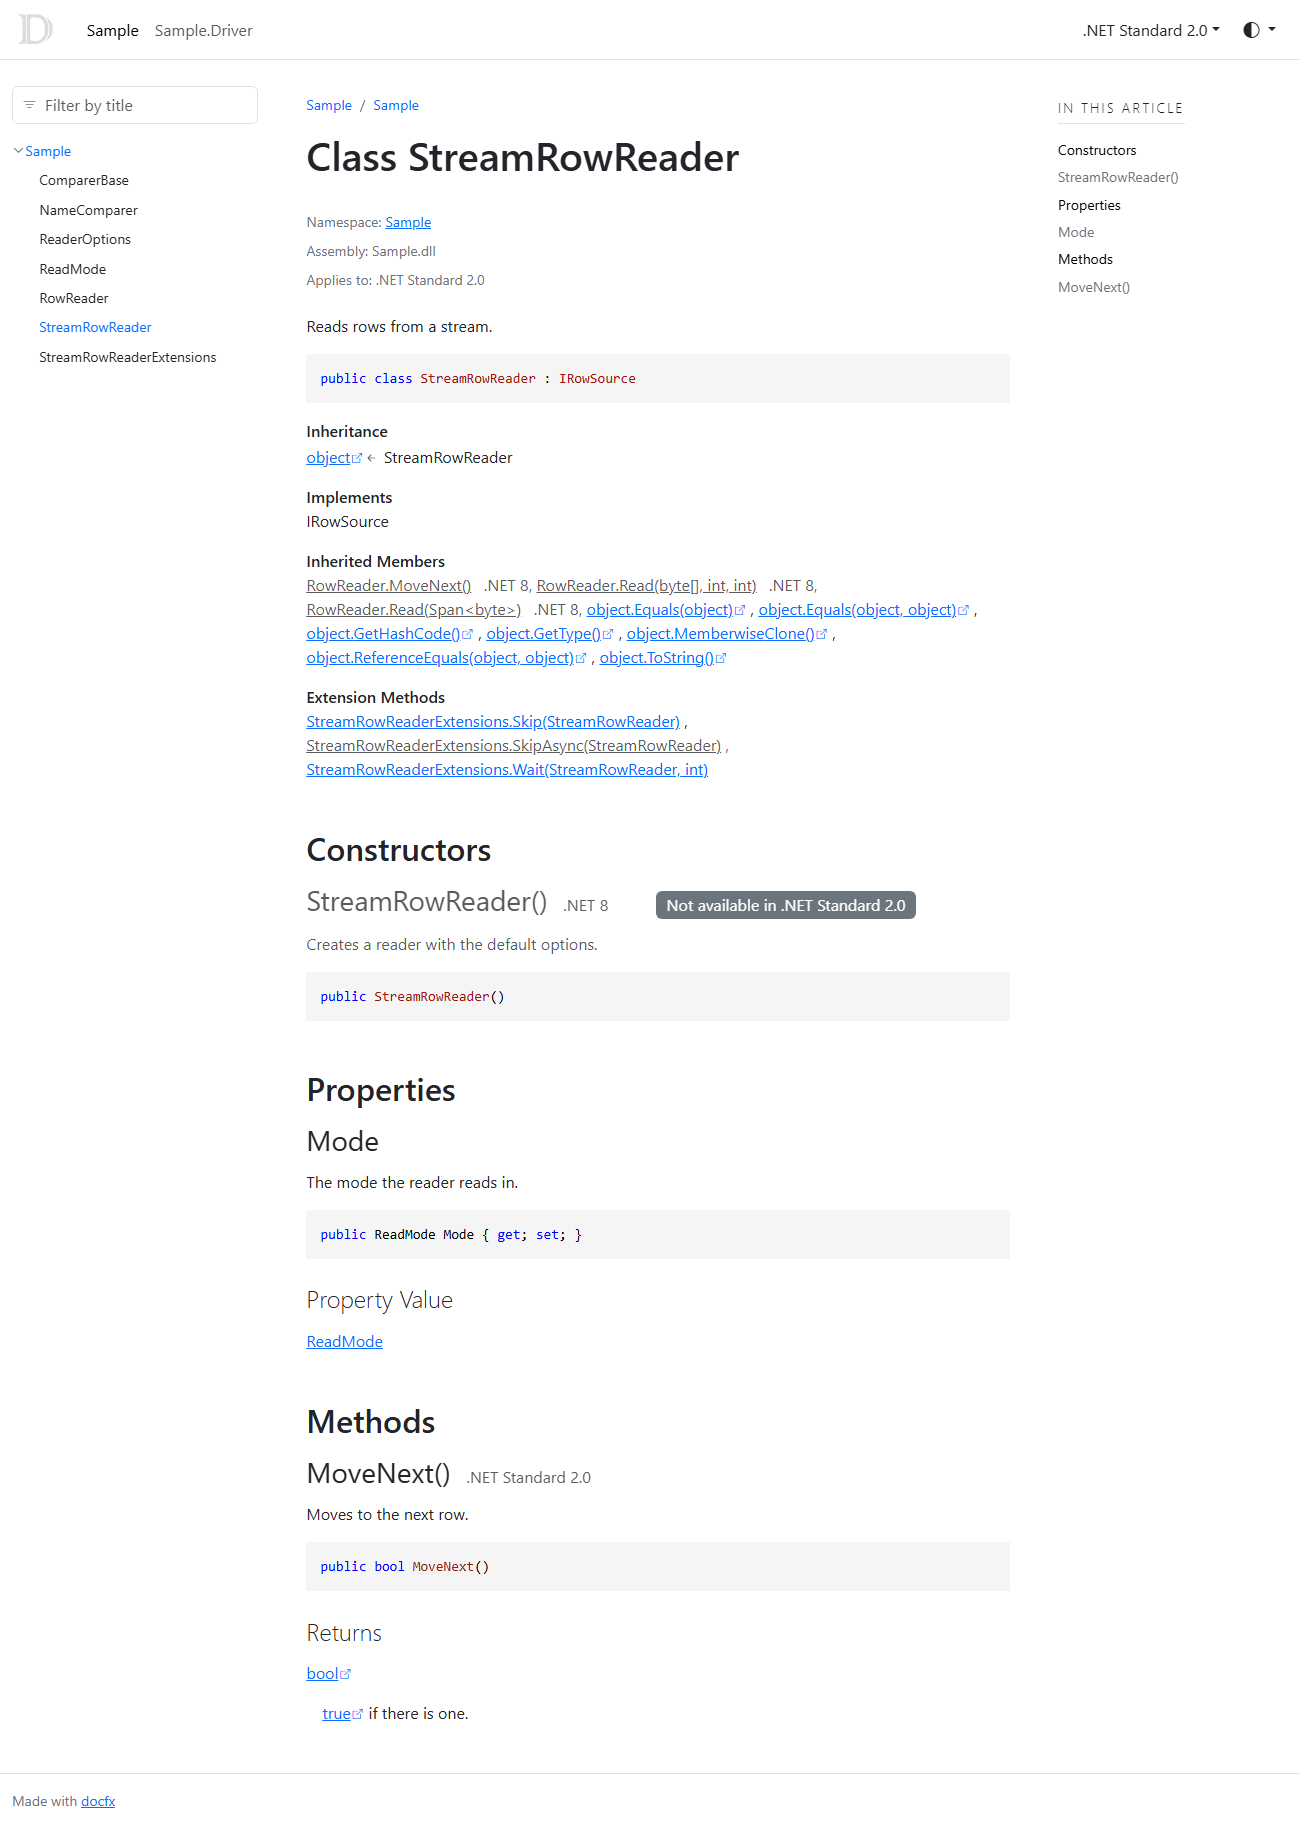 D
Sample
Sample.Driver
.NET Standard 2.0
Filter by title
Sample
ComparerBase
NameComparer
ReaderOptions
ReadMode
RowReader
StreamRowReader
StreamRowReaderExtensions
Sample / Sample
Class StreamRowReader
Namespace: Sample
Assembly: Sample.dll
Applies to: .NET Standard 2.0
Reads rows from a stream.
public class StreamRowReader : IRowSource
Inheritance
object ← StreamRowReader
Implements
IRowSource
Inherited Members
RowReader.MoveNext() .NET 8, RowReader.Read(byte[], int, int) .NET 8,
RowReader.Read(Span<byte>) .NET 8, object.Equals(object) , object.Equals(object, object) ,
object.GetHashCode() , object.GetType() , object.MemberwiseClone() ,
object.ReferenceEquals(object, object) , object.ToString()
Extension Methods
StreamRowReaderExtensions.Skip(StreamRowReader) ,
StreamRowReaderExtensions.SkipAsync(StreamRowReader) ,
StreamRowReaderExtensions.Wait(StreamRowReader, int)
Constructors
StreamRowReader() .NET 8 Not available in .NET Standard 2.0
Creates a reader with the default options.
public StreamRowReader()
Properties
Mode
The mode the reader reads in.
public ReadMode Mode { get; set; }
Property Value
ReadMode
Methods
MoveNext() .NET Standard 2.0
Moves to the next row.
public bool MoveNext()
Returns
bool
true if there is one.
IN THIS ARTICLE
Constructors
StreamRowReader()
Properties
Mode
Methods
MoveNext()
Made with docfx